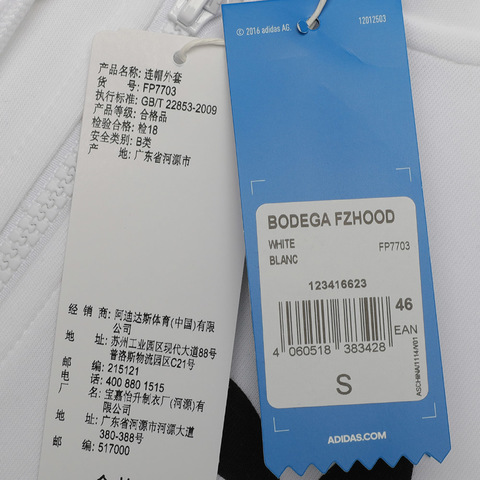 产品名称: 连帽外套
货 号: FP7703
执行标准: GB/T 22853-2009
产品等级: 合格品
检验合格: 检18
安全类别: B类
产 地: 广东省河源市
经 销 商: 阿迪达斯体育(中国)有限
公司
地 址: 苏州工业园区现代大道88号
普洛斯物流园区C21号
邮 编: 215121
电 话: 400 880 1515
厂 名: 宝嘉怡升制衣厂(河源)有
限公司
地 址: 广东省河源市河源大道
380-388号
邮 编: 517000
© 2016 adidas AG.
12012503
BODEGA FZHOOD
WHITE FP7703
BLANC
123416623
46
EAN
4 060518 383428
S
ASCHINA/1114/V01
ADIDAS.COM